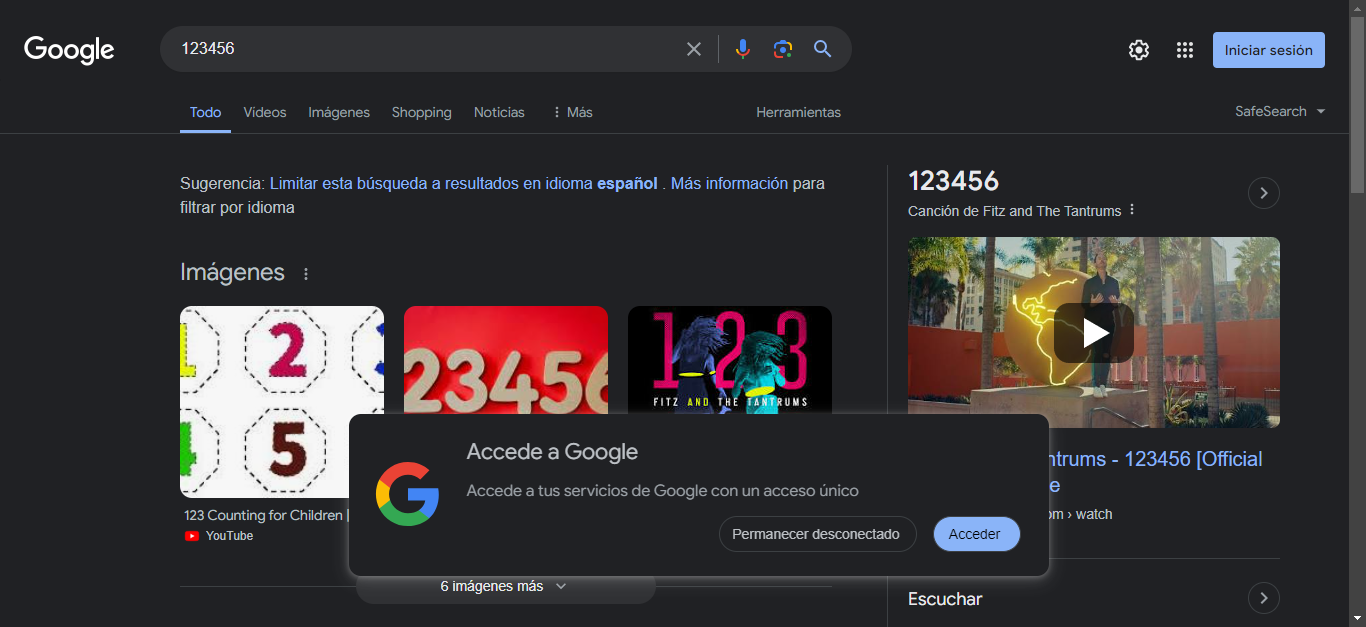 Google
123456
Iniciar sesión
Todo
Vídeos
Imágenes
Shopping
Noticias
Más
Herramientas
SafeSearch
Sugerencia: Limitar esta búsqueda a resultados en idioma español . Más información para
filtrar por idioma
Imágenes
2
5
23456
123
FITZ AND THE TANTRUMS
123 Counting for Children |
YouTube
6 imágenes más
123456
Canción de Fitz and The Tantrums
ntrums - 123456 [Official
e
om › watch
Escuchar
Accede a Google
Accede a tus servicios de Google con un acceso único
Permanecer desconectado
Acceder